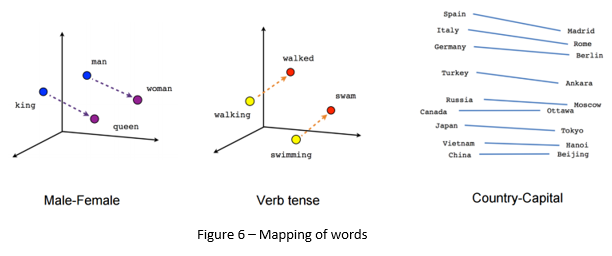 man
woman
king
queen
Male-Female
walked
swam
walking
swimming
Verb tense
Spain
Madrid
Italy
Rome
Germany
Berlin
Turkey
Ankara
Russia
Moscow
Canada
Ottawa
Japan
Tokyo
Vietnam
Hanoi
China
Beijing
Country-Capital
Figure 6 – Mapping of words